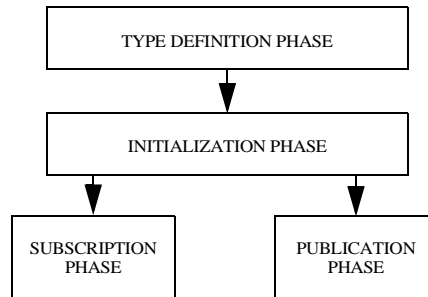 TYPE DEFINITION PHASE
INITIALIZATION PHASE
SUBSCRIPTION
PHASE
PUBLICATION
PHASE